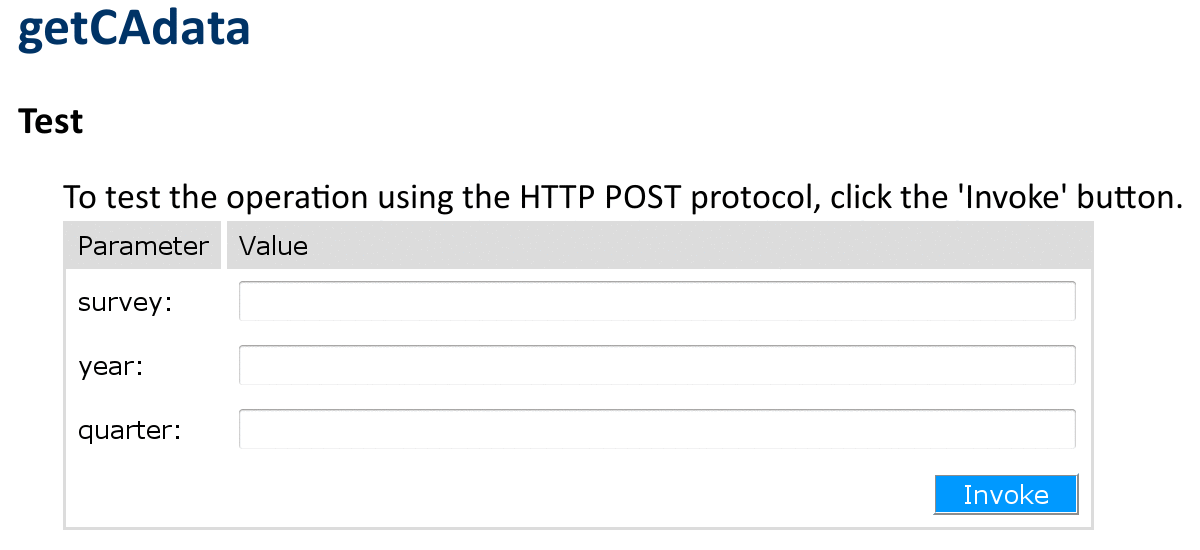 getCAdata
Test
To test the operation using the HTTP POST protocol, click the 'Invoke' button.
Parameter Value
survey:
year:
quarter:
Invoke